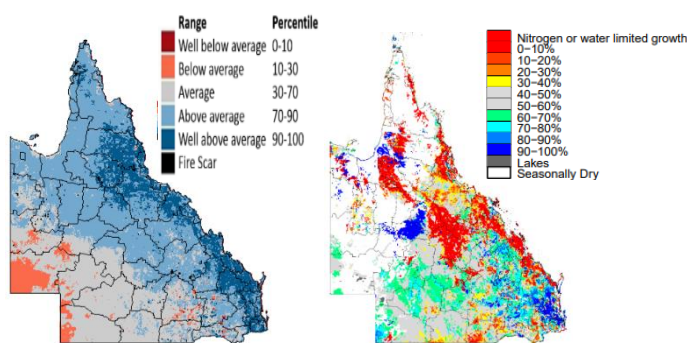 Range Percentile
Well below average 0-10
Below average 10-30
Average 30-70
Above average 70-90
Well above average 90-100
Fire Scar
Nitrogen or water limited growth
0−10%
10−20%
20−30%
30−40%
40−50%
50−60%
60−70%
70−80%
80−90%
90−100%
Lakes
Seasonally Dry